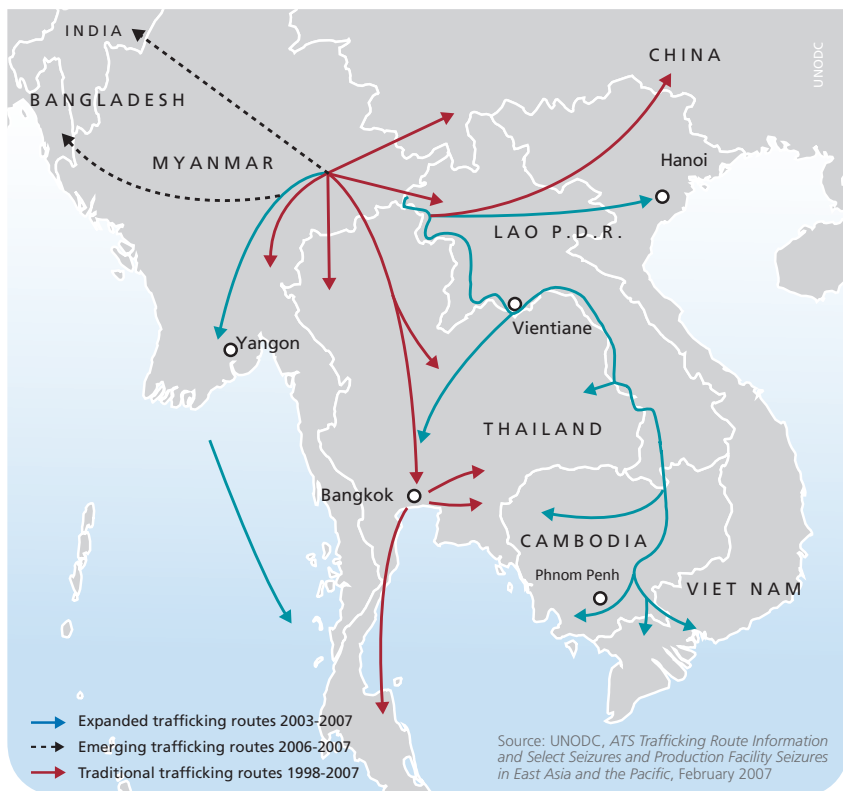 INDIA
CHINA
UNODC
BANGLADESH
MYANMAR
Hanoi
LAO P.D.R.
Vientiane
Yangon
THAILAND
Bangkok
CAMBODIA
Phnom Penh
VIET NAM
Expanded trafficking routes 2003-2007
Emerging trafficking routes 2006-2007
Traditional trafficking routes 1998-2007
Source: UNODC, ATS Trafficking Route Information
and Select Seizures and Production Facility Seizures
in East Asia and the Pacific, February 2007